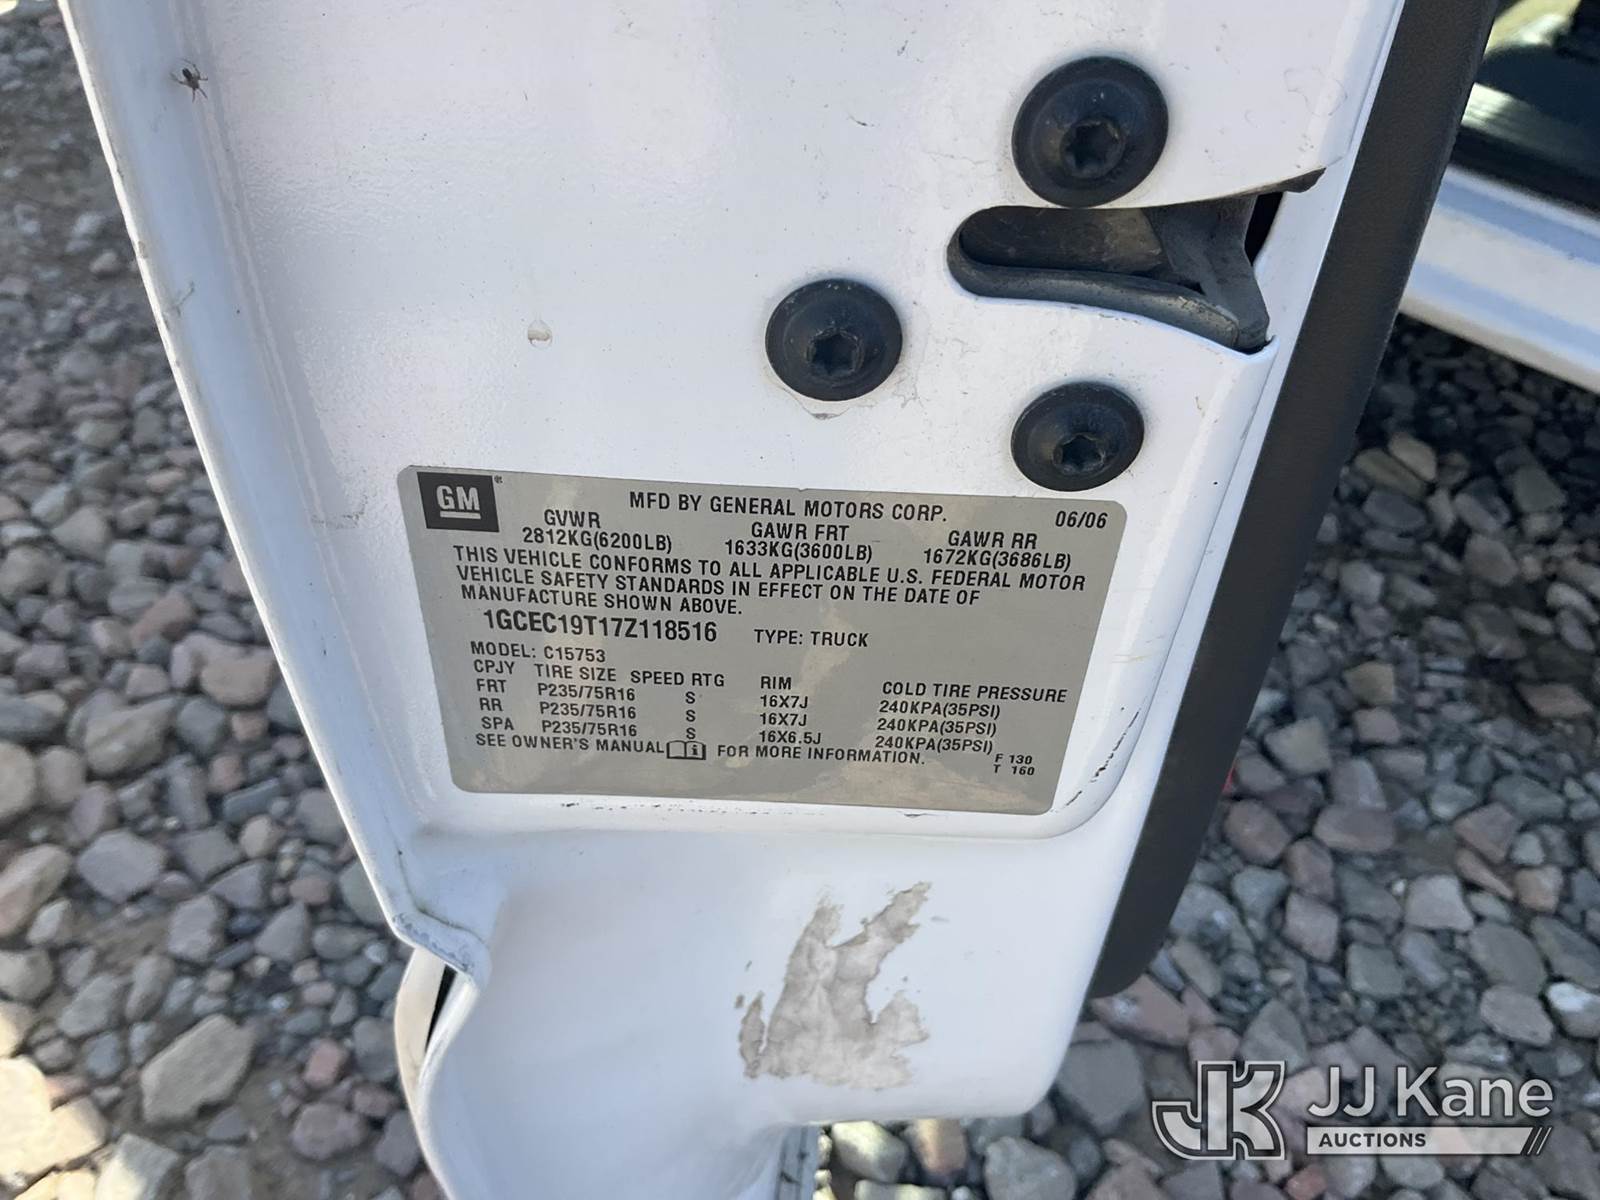 GM
MFD BY GENERAL MOTORS CORP. 06/06
GVWR GAWR FRT GAWR RR
2812KG(6200LB) 1633KG(3600LB) 1672KG(3686LB)
THIS VEHICLE CONFORMS TO ALL APPLICABLE U.S. FEDERAL MOTOR
VEHICLE SAFETY STANDARDS IN EFFECT ON THE DATE OF
MANUFACTURE SHOWN ABOVE.
1GCEC19T17Z118516 TYPE: TRUCK
MODEL: C15753
CPJY TIRE SIZE SPEED RTG RIM COLD TIRE PRESSURE
FRT P235/75R16 S 16X7J 240KPA(35PSI)
RR P235/75R16 S 16X7J 240KPA(35PSI)
SPA P235/75R16 S 16X6.5J 240KPA(35PSI)
SEE OWNER'S MANUAL FOR MORE INFORMATION.
F 130
T 160
JK JJ Kane
AUCTIONS